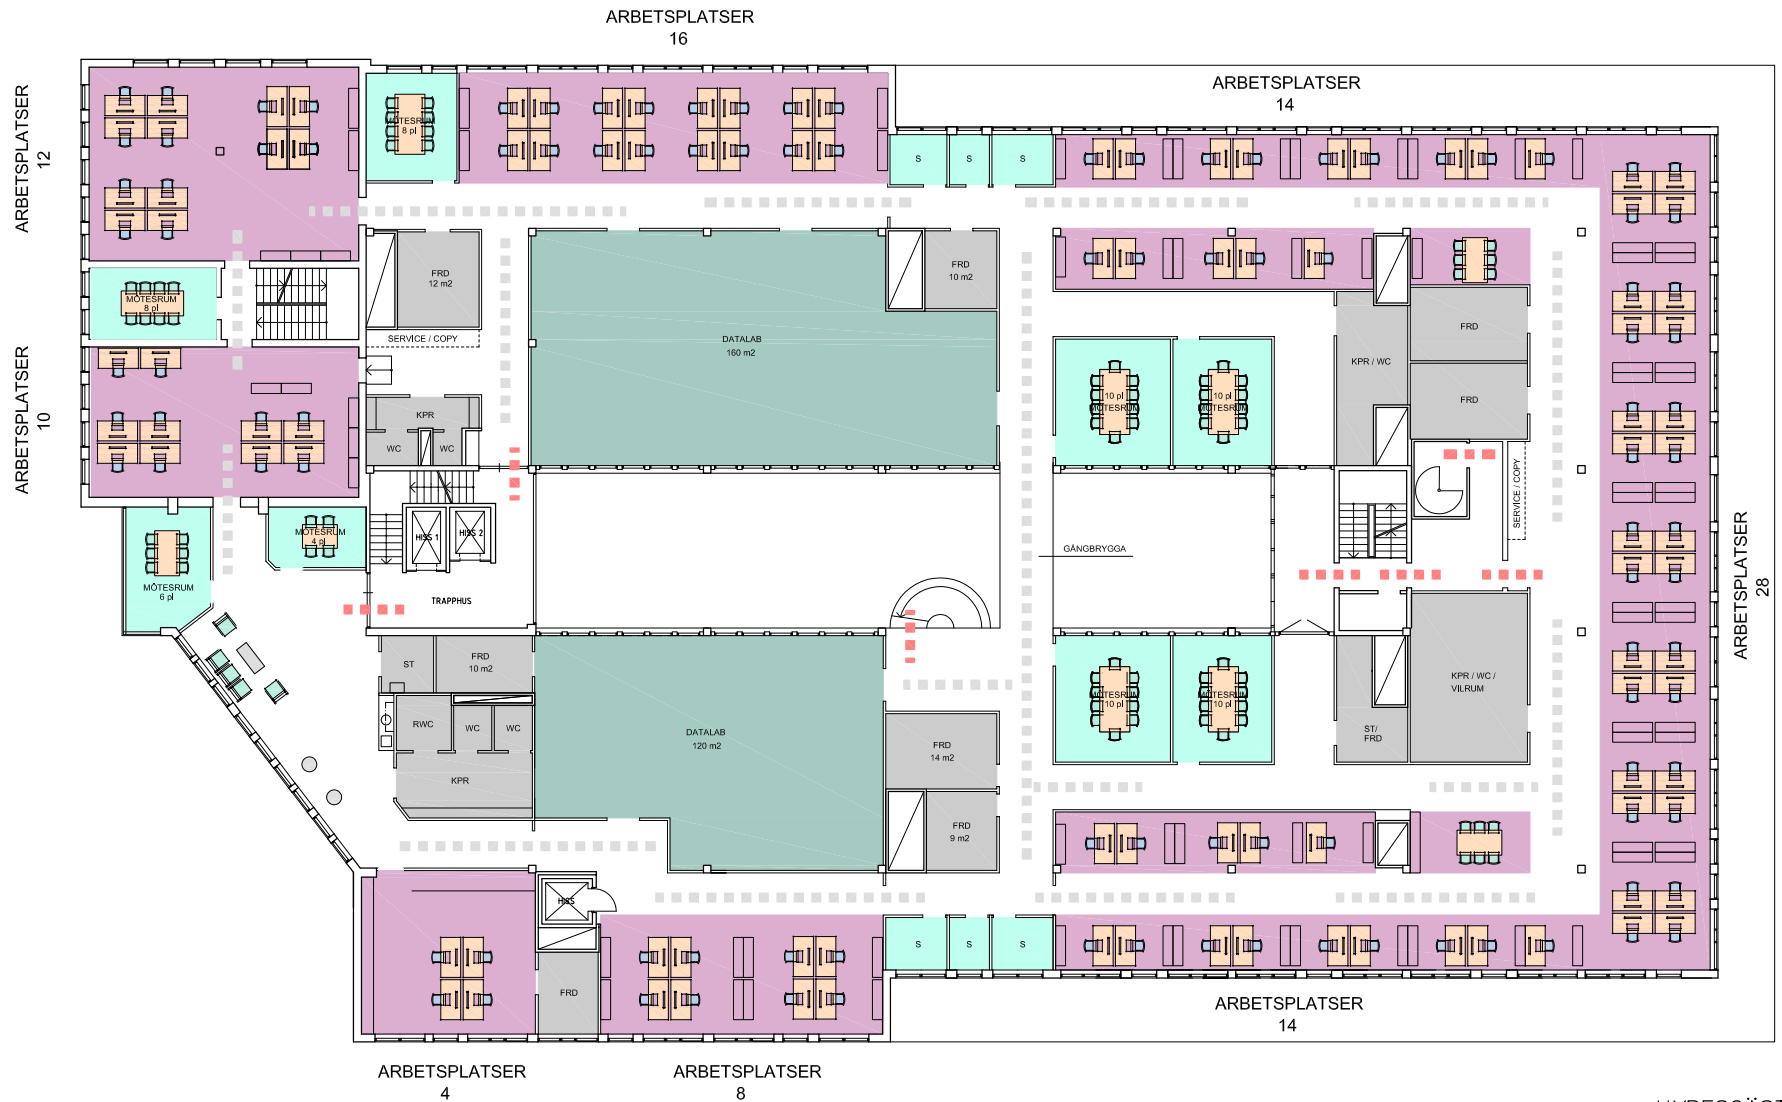 ARBETSPLATSER
16
ARBETSPLATSER
14
ARBETSPLATSER
12
MÖTESRUM
8 pl
S
S
S
FRD
12 m2
FRD
10 m2
MÖTESRUM
8 pl
SERVICE / COPY
DATALAB
160 m2
FRD
KPR / WC
FRD
ARBETSPLATSER
10
KPR
WC
WC
10 pl
MÖTESRUM
10 pl
MÖTESRUM
SERVICE / COPY
MÖTESRUM
4 pl
HISS 1
HISS 2
GÅNGBRYGGA
MÖTESRUM
6 pl
TRAPPHUS
ARBETSPLATSER
28
ST
FRD
10 m2
MÖTESRUM
10 pl
MÖTESRUM
10 pl
KPR / WC /
VILRUM
RWC
WC
WC
DATALAB
120 m2
ST/
FRD
FRD
14 m2
KPR
FRD
9 m2
HISS
S
S
S
FRD
ARBETSPLATSER
14
ARBETSPLATSER
4
ARBETSPLATSER
8